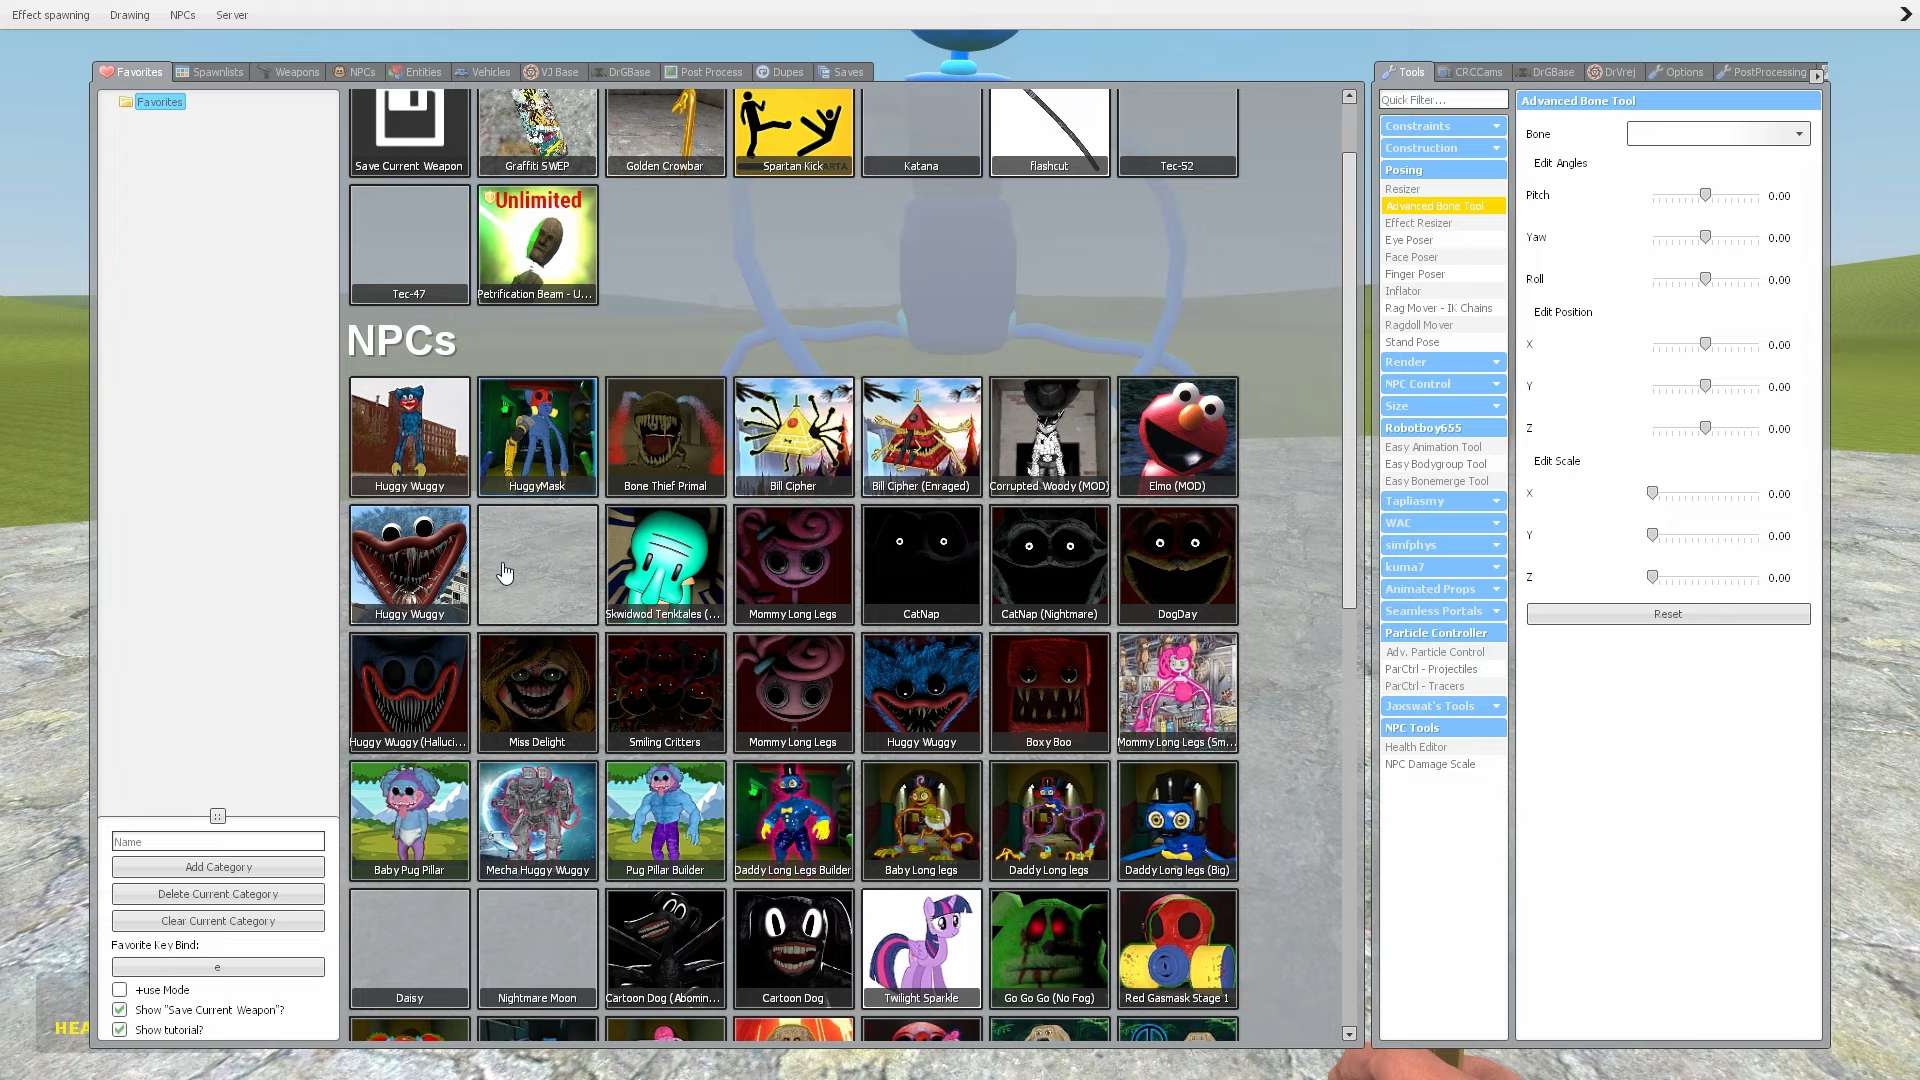 Effect spawning Drawing NPCs Server
Favorites Spawnlists Weapons NPCs Entities Vehicles VJ Base DrGBase Post Process Dupes Saves
Favorites
Save Current Weapon Graffiti SWEP Golden Crowbar Spartan Kick Katana flashcut Tec-52
Unlimited
Tec-47 Petrification Beam - U...
NPCs
Huggy Wuggy HuggyMask Bone Thief Primal Bill Cipher Bill Cipher (Enraged) Corrupted Woody (MOD) Elmo (MOD)
Huggy Wuggy Skwidwod Tenktales (... Mommy Long Legs CatNap CatNap (Nightmare) DogDay
Huggy Wuggy (Halluci... Miss Delight Smiling Critters Mommy Long Legs Huggy Wuggy Boxy Boo Mommy Long Legs (Sm...
Baby Pug Pillar Mecha Huggy Wuggy Pug Pillar Builder Daddy Long Legs Builder Baby Long legs Daddy Long legs Daddy Long legs (Big)
Daisy Nightmare Moon Cartoon Dog (Abomin... Cartoon Dog Twilight Sparkle Go Go Go (No Fog) Red Gasmask Stage 1
Name
Add Category
Delete Current Category
Clear Current Category
Favorite Key Bind:
e
+use Mode
Show "Save Current Weapon"?
Show tutorial?
HEA
Tools CRCCams DrGBase DrVrej Options PostProcessing
Quick Filter...
Constraints
Construction
Posing
Resizer
Advanced Bone Tool
Effect Resizer
Eye Poser
Face Poser
Finger Poser
Inflator
Rag Mover - IK Chains
Ragdoll Mover
Stand Pose
Render
NPC Control
Size
Robotboy655
Easy Animation Tool
Easy Bodygroup Tool
Easy Bonemerge Tool
Tapliasmy
WAC
simfphys
kuma7
Animated Props
Seamless Portals
Particle Controller
Adv. Particle Control
ParCtrl - Projectiles
ParCtrl - Tracers
Jaxswat's Tools
NPC Tools
Health Editor
NPC Damage Scale
Advanced Bone Tool
Bone
Edit Angles
Pitch 0.00
Yaw 0.00
Roll 0.00
Edit Position
X 0.00
Y 0.00
Z 0.00
Edit Scale
X 0.00
Y 0.00
Z 0.00
Reset